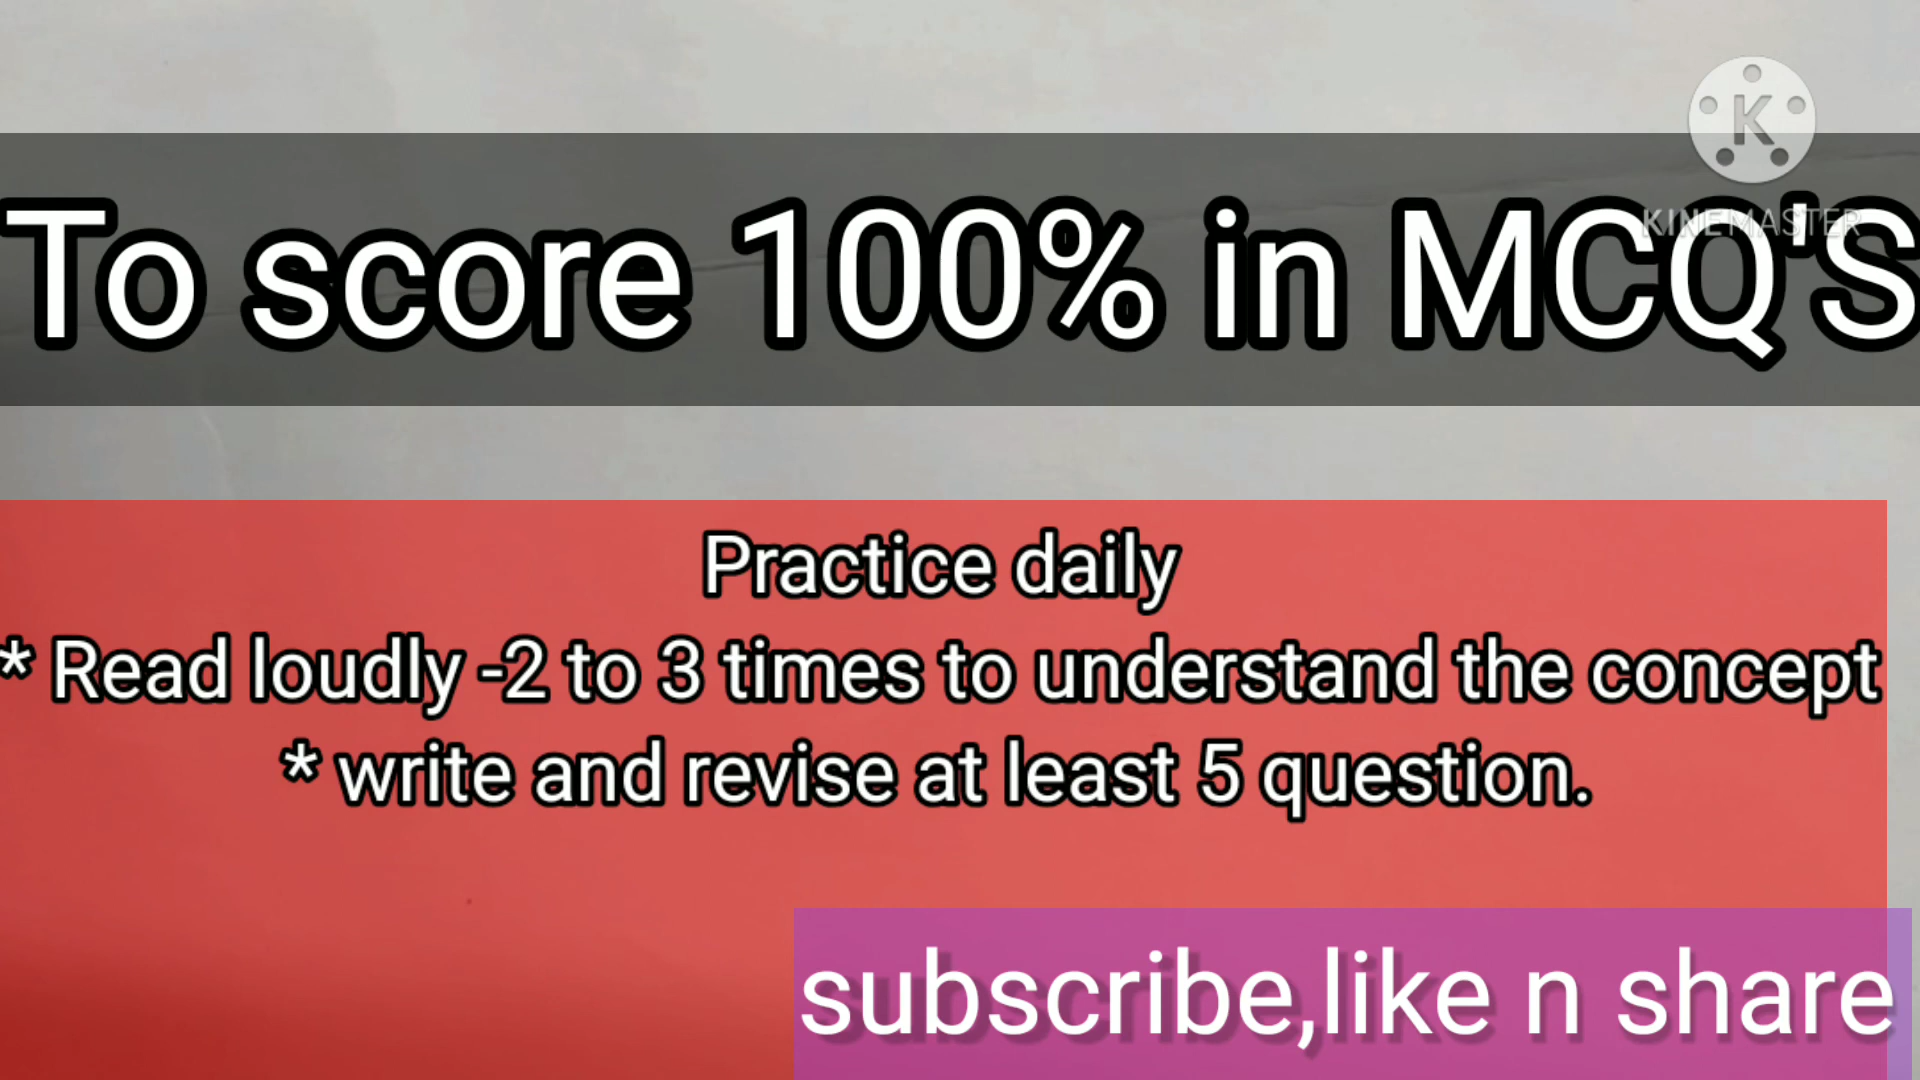 K
KINEMASTER
To score 100% in MCQ'S
Practice daily
* Read loudly -2 to 3 times to understand the concept
* write and revise at least 5 question.
subscribe,like n share